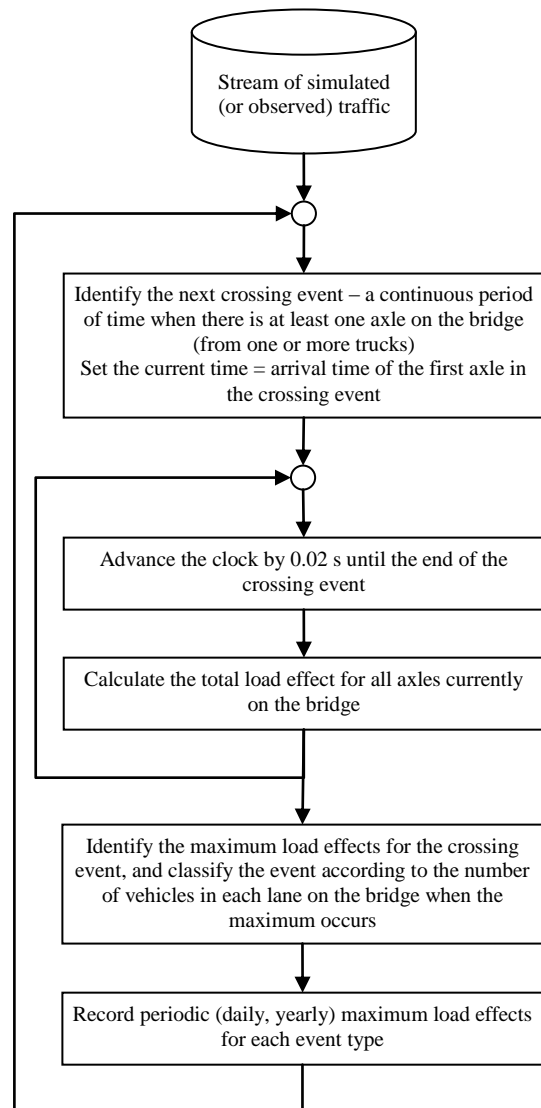 Stream of simulated
(or observed) traffic
Identify the next crossing event – a continuous period
of time when there is at least one axle on the bridge
(from one or more trucks)
Set the current time = arrival time of the first axle in
the crossing event
Advance the clock by 0.02 s until the end of the
crossing event
Calculate the total load effect for all axles currently
on the bridge
Identify the maximum load effects for the crossing
event, and classify the event according to the number
of vehicles in each lane on the bridge when the
maximum occurs
Record periodic (daily, yearly) maximum load effects
for each event type